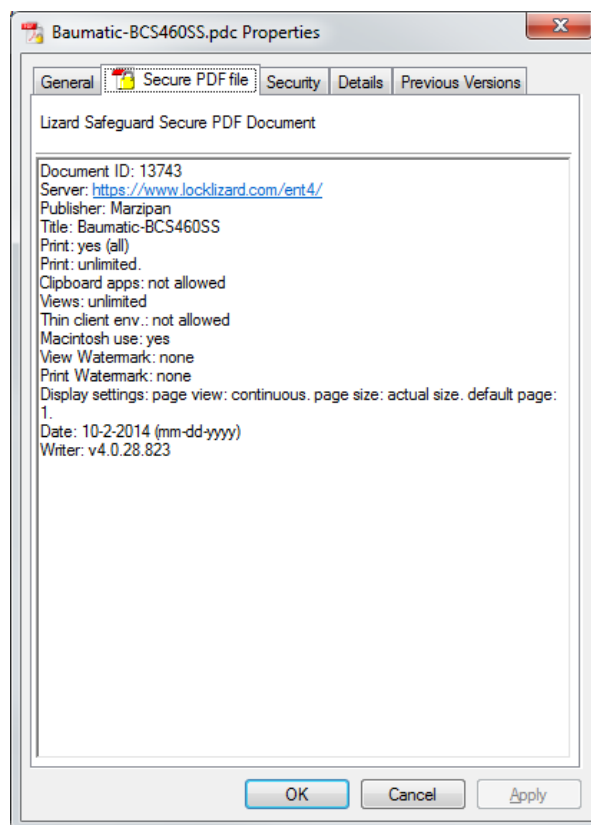 Baumatic-BCS460SS.pdc Properties
General Secure PDF file Security Details Previous Versions
Lizard Safeguard Secure PDF Document
Document ID: 13743
Server: https://www.locklizard.com/ent4/
Publisher: Marzipan
Title: Baumatic-BCS460SS
Print: yes (all)
Print: unlimited.
Clipboard apps: not allowed
Views: unlimited
Thin client env.: not allowed
Macintosh use: yes
View Watermark: none
Print Watermark: none
Display settings: page view: continuous. page size: actual size. default page:
1.
Date: 10-2-2014 (mm-dd-yyyy)
Writer: v4.0.28.823
OK Cancel Apply